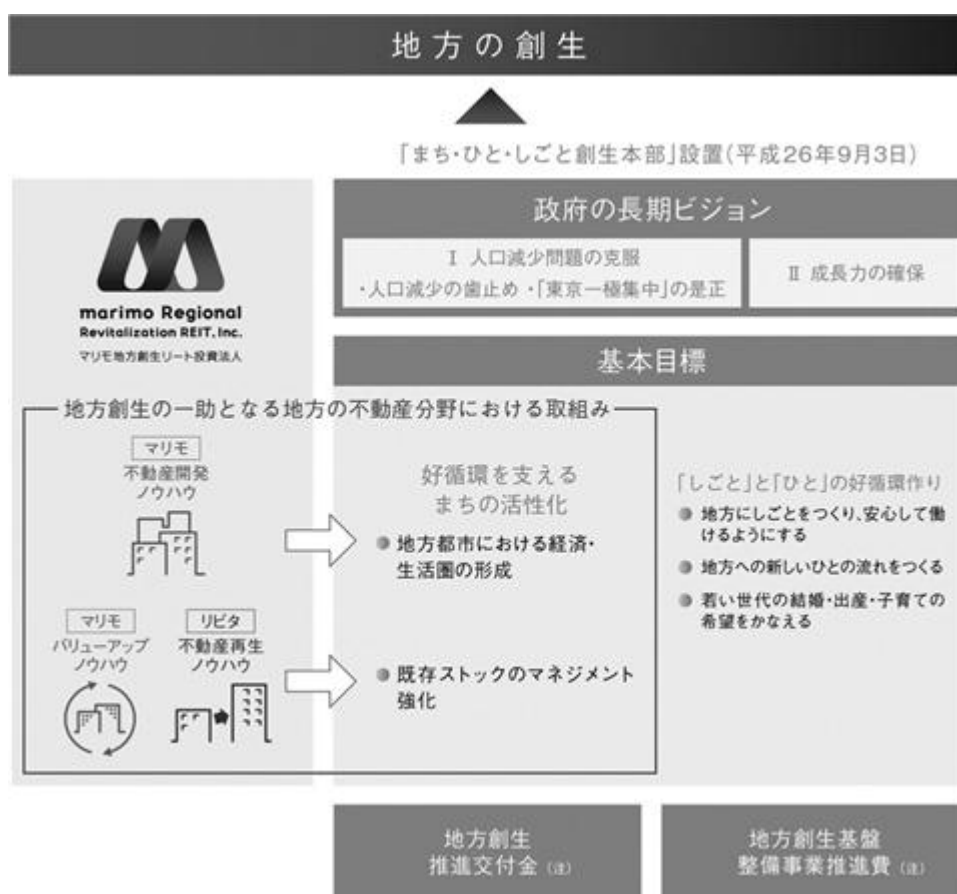 地方の創生
「まち・ひと・しごと創生本部」設置(平成26年9月3日)
marimo Regional
Revitalization REIT, Inc.
マリモ地方創生リート投資法人
政府の長期ビジョン
Ⅰ 人口減少問題の克服
・人口減少の歯止め ・「東京一極集中」の是正
Ⅱ 成長力の確保
基本目標
地方創生の一助となる地方の不動産分野における取組み
マリモ
不動産開発
ノウハウ
マリモ
バリューアップ
ノウハウ
リビタ
不動産再生
ノウハウ
好循環を支える
まちの活性化
地方都市における経済・
生活圏の形成
既存ストックのマネジメント
強化
「しごと」と「ひと」の好循環作り
地方にしごとをつくり、安心して働
けるようにする
地方への新しいひとの流れをつくる
若い世代の結婚・出産・子育ての
希望をかなえる
地方創生
推進交付金 (注)
地方創生基盤
整備事業推進費 (注)